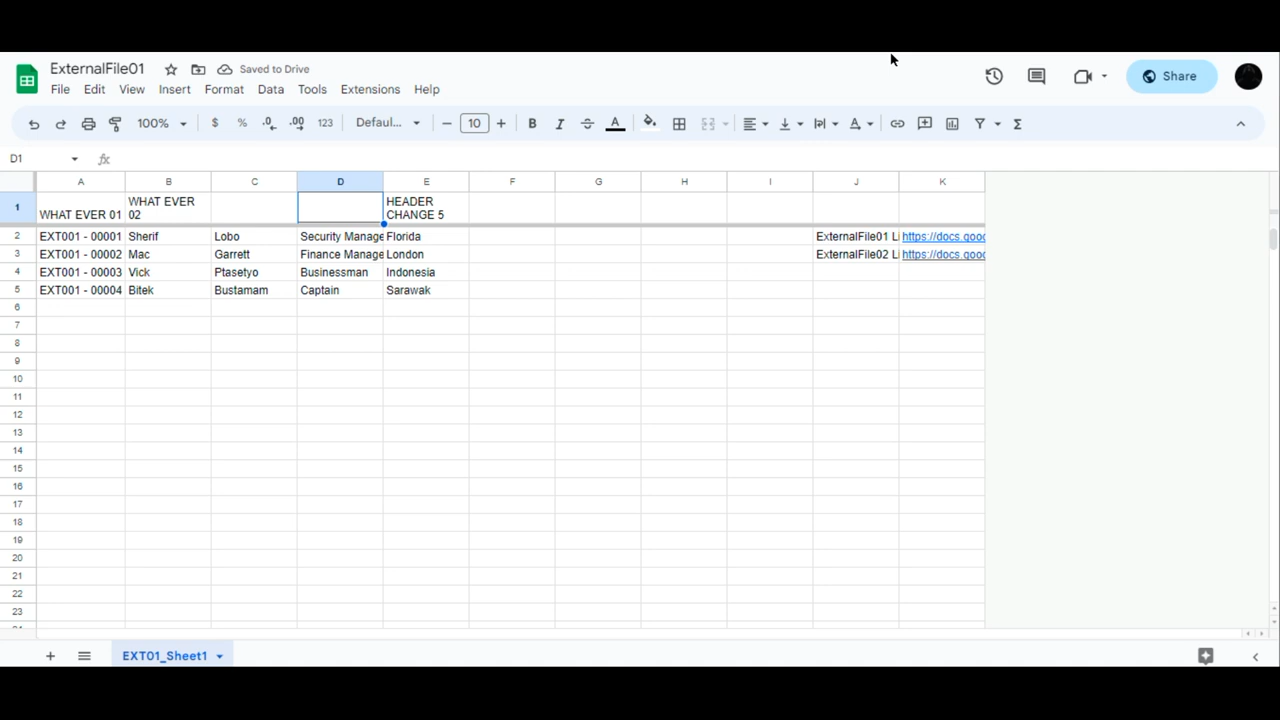 ExternalFile01 Saved to Drive
File Edit View Insert Format Data Tools Extensions Help
Share
100% $ % .0 .00 123 Defaul... 10 B I A
D1 fx
A B C D E F G H I J K
1 WHAT EVER 01 WHAT EVER 02 HEADER CHANGE 5
2 EXT001 - 00001 Sherif Lobo Security Manage Florida ExternalFile01 Li https://docs.goo
3 EXT001 - 00002 Mac Garrett Finance Manage London ExternalFile02 Li https://docs.goo
4 EXT001 - 00003 Vick Ptasetyo Businessman Indonesia
5 EXT001 - 00004 Bitek Bustamam Captain Sarawak
6
7
8
9
10
11
12
13
14
15
16
17
18
19
20
21
22
23
EXT01_Sheet1